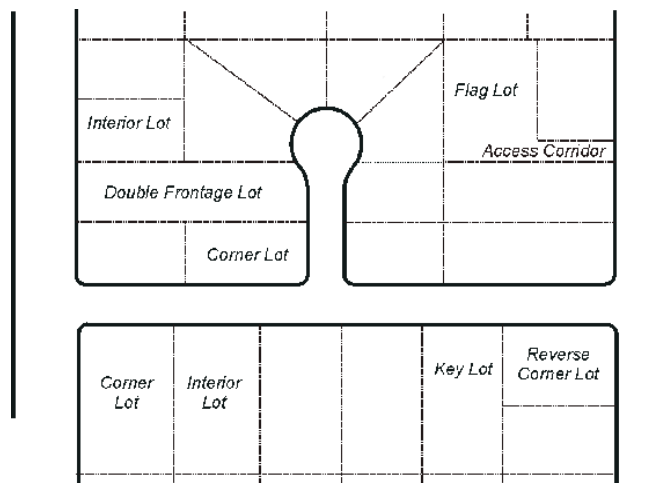 Flag Lot
Interior Lot
Access Corridor
Double Frontage Lot
Corner Lot
Corner
Lot
Interior
Lot
Key Lot
Reverse
Corner Lot